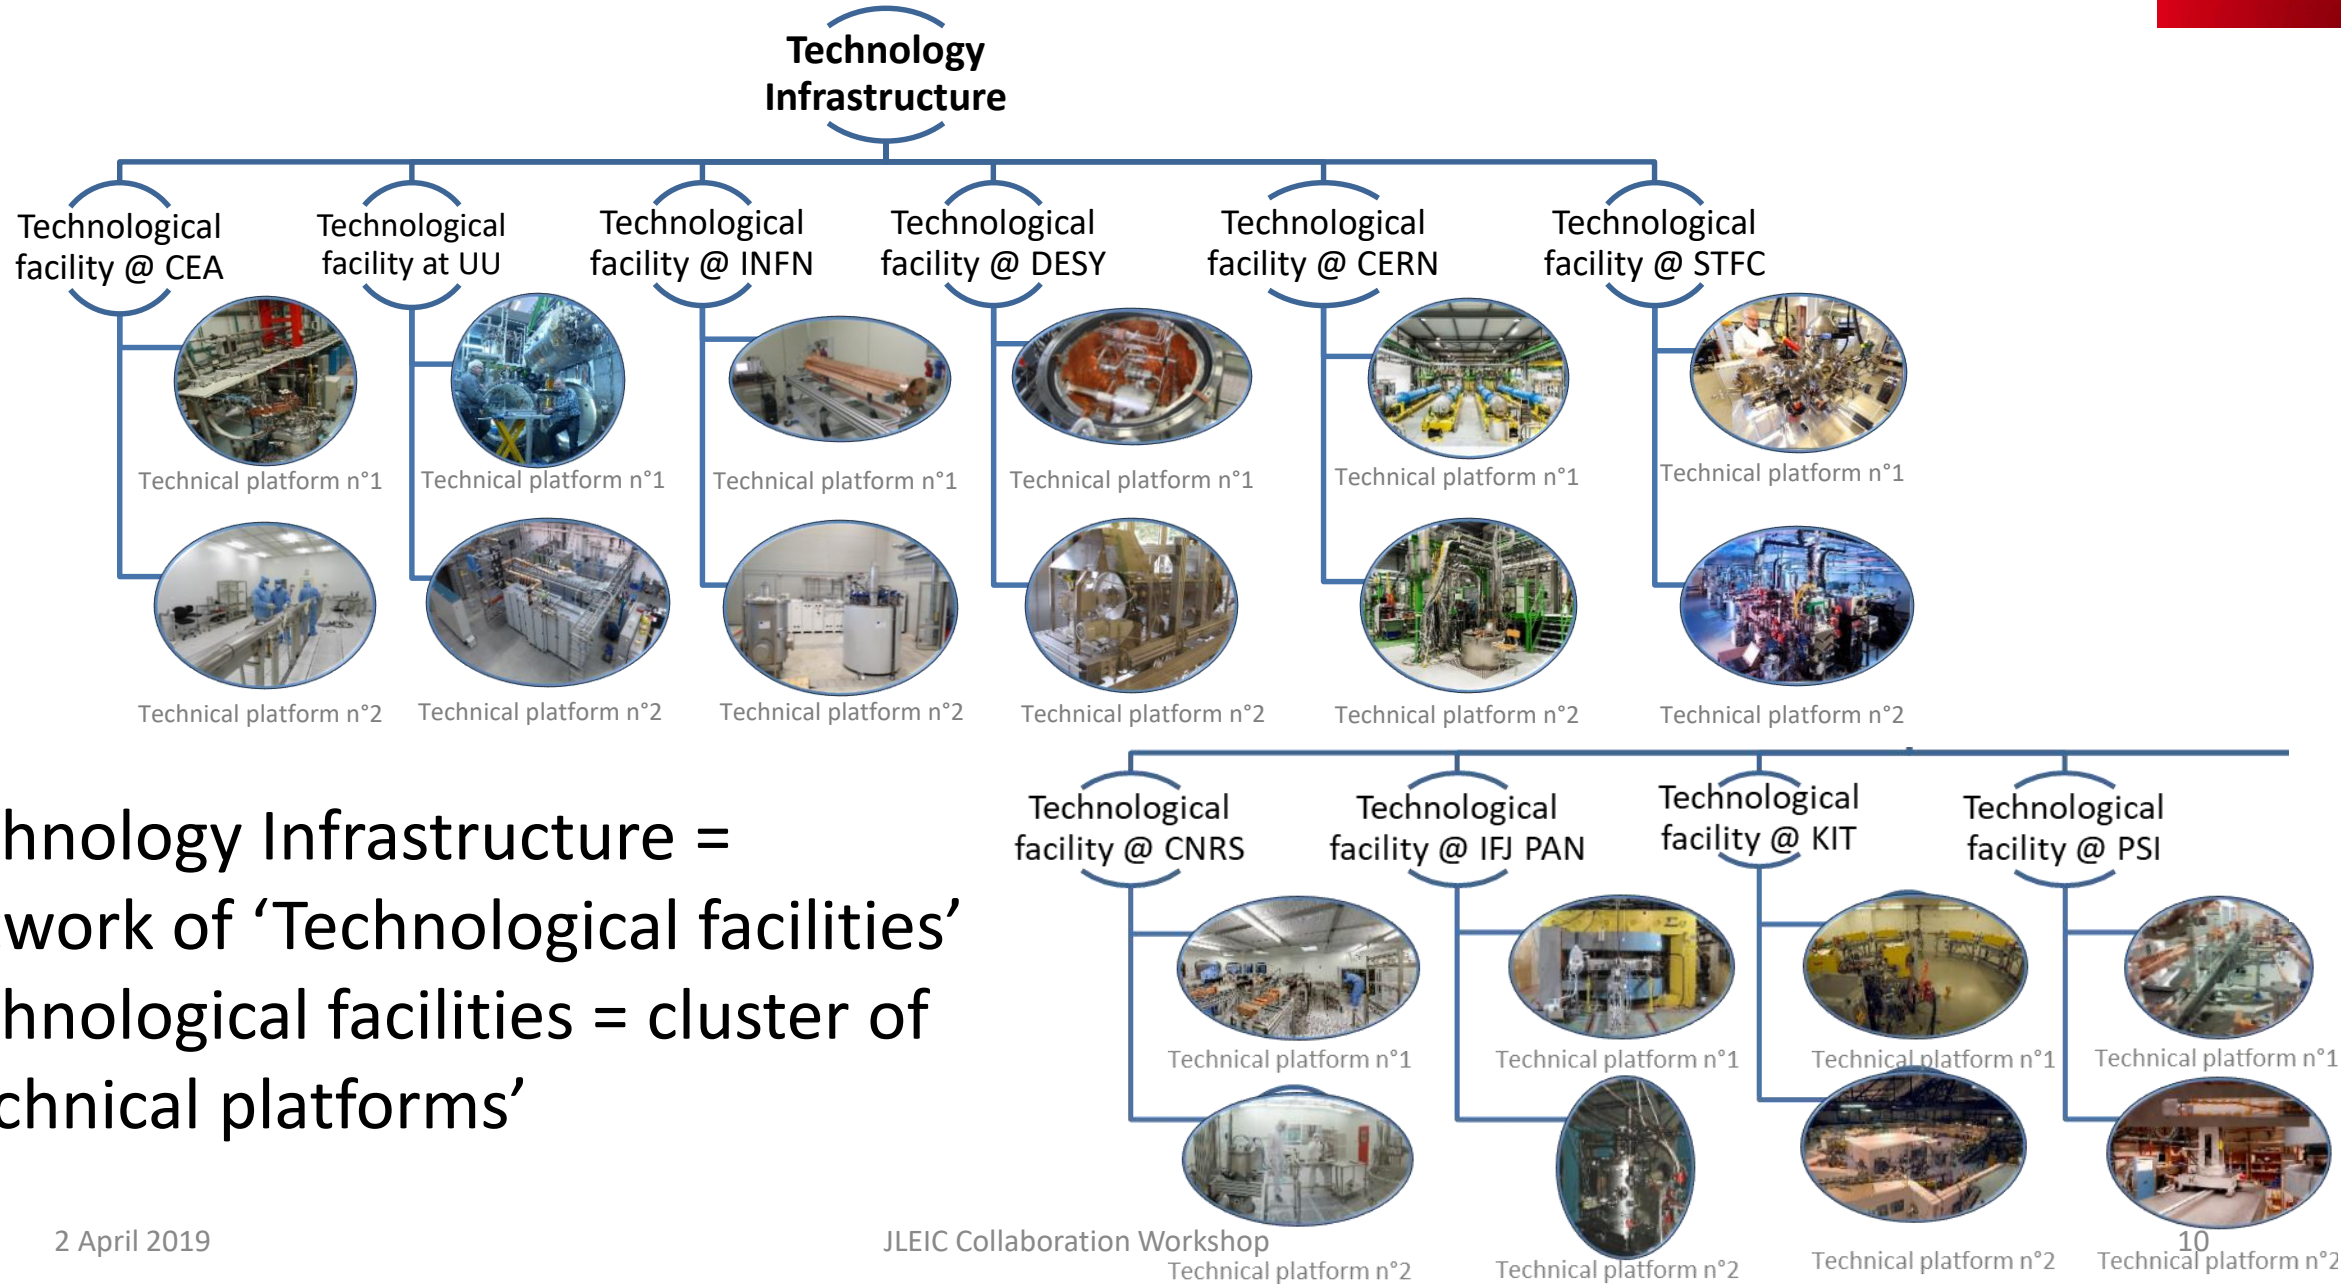 Technology
Infrastructure
Technological
facility @ CEA
Technological
facility at UU
Technological
facility @ INFN
Technological
facility @ DESY
Technological
facility @ CERN
Technological
facility @ STFC
Technical platform n°1
Technical platform n°1
Technical platform n°1
Technical platform n°1
Technical platform n°1
Technical platform n°1
Technical platform n°2
Technical platform n°2
Technical platform n°2
Technical platform n°2
Technical platform n°2
Technical platform n°2
Technological
facility @ CNRS
Technological
facility @ IFJ PAN
Technological
facility @ KIT
Technological
facility @ PSI
Technical platform n°1
Technical platform n°1
Technical platform n°1
Technical platform n°1
Technical platform n°2
Technical platform n°2
Technical platform n°2
Technical platform n°2
hnology Infrastructure =
work of ‘Technological facilities’
hnological facilities = cluster of
chnical platforms’
2 April 2019
JLEIC Collaboration Workshop
10